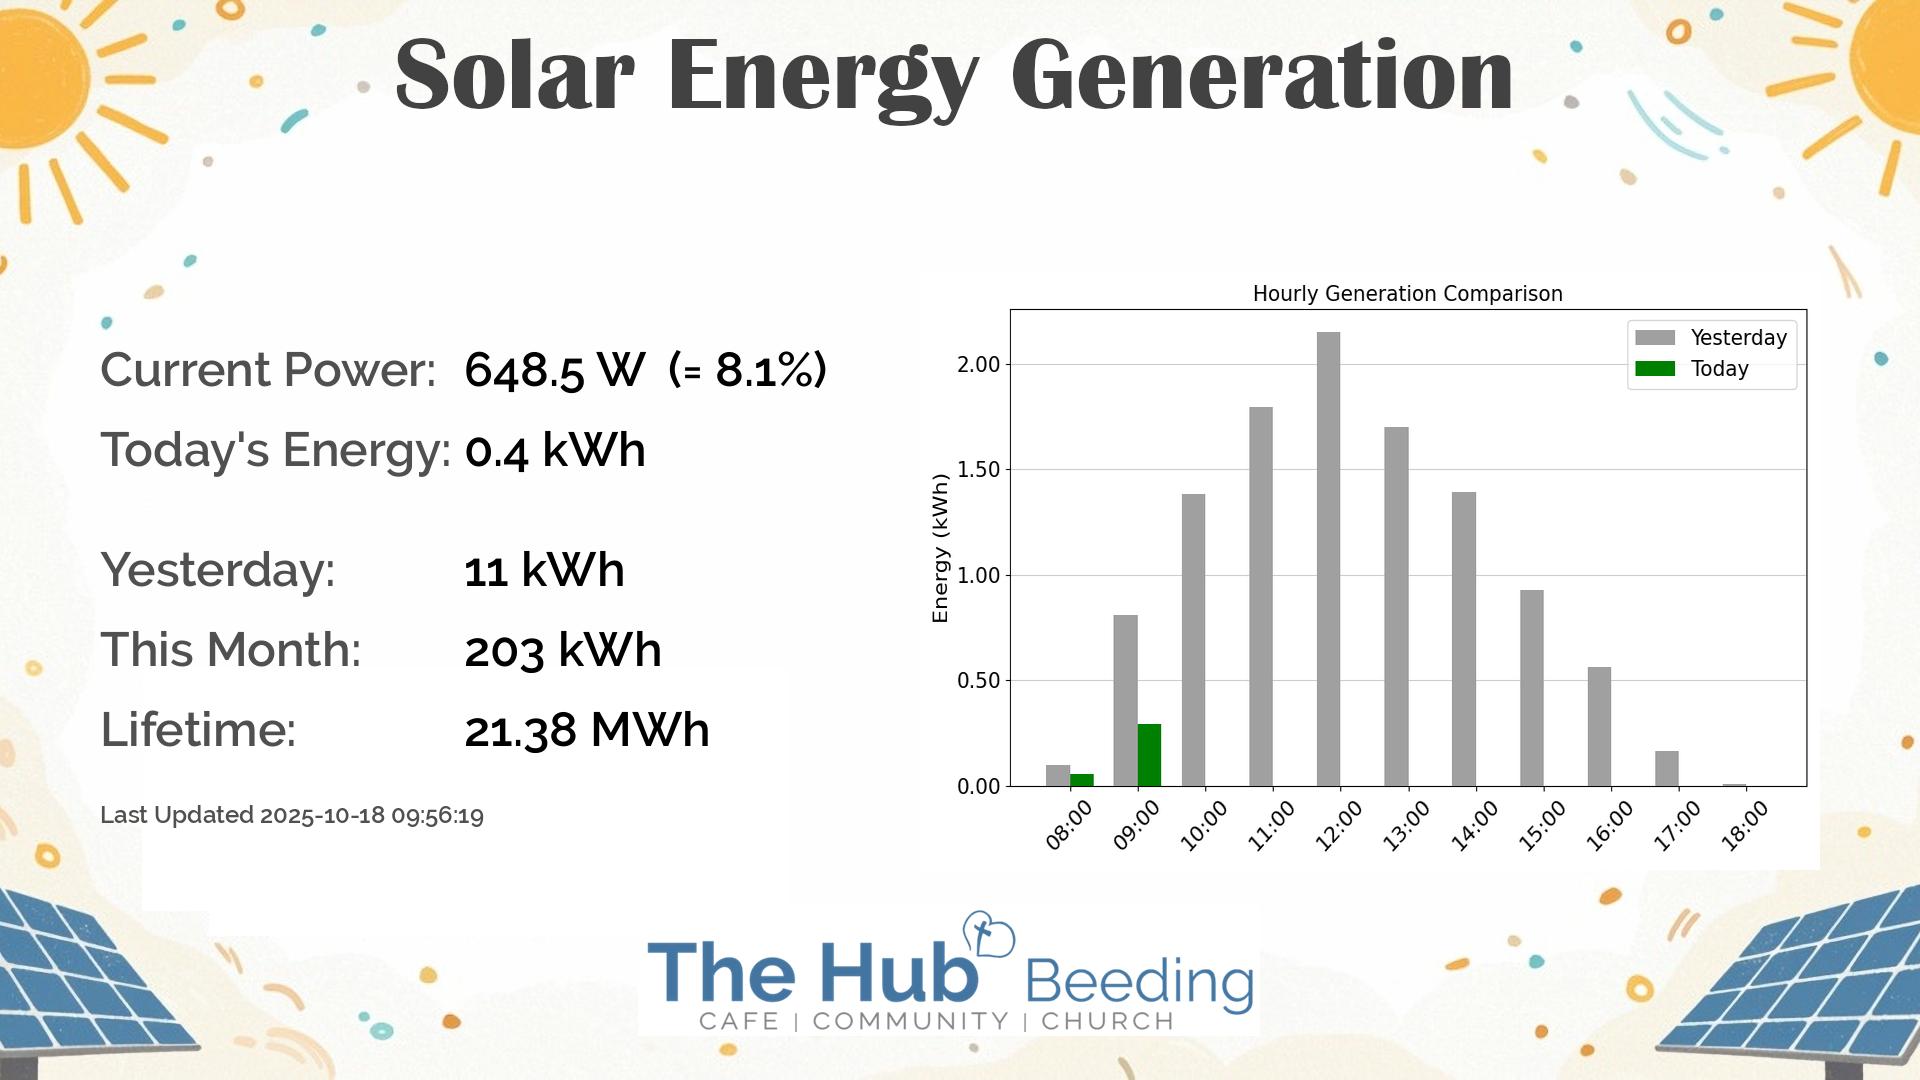 Solar Energy Generation
Current Power: 648.5 W (= 8.1%)
Today's Energy: 0.4 kWh
Yesterday: 11 kWh
This Month: 203 kWh
Lifetime: 21.38 MWh
Last Updated 2025-10-18 09:56:19
Hourly Generation Comparison
Yesterday
Today
Energy (kWh)
2.00
1.50
1.00
0.50
0.00
08:00 09:00 10:00 11:00 12:00 13:00 14:00 15:00 16:00 17:00 18:00
The Hub Beeding
CAFE | COMMUNITY | CHURCH